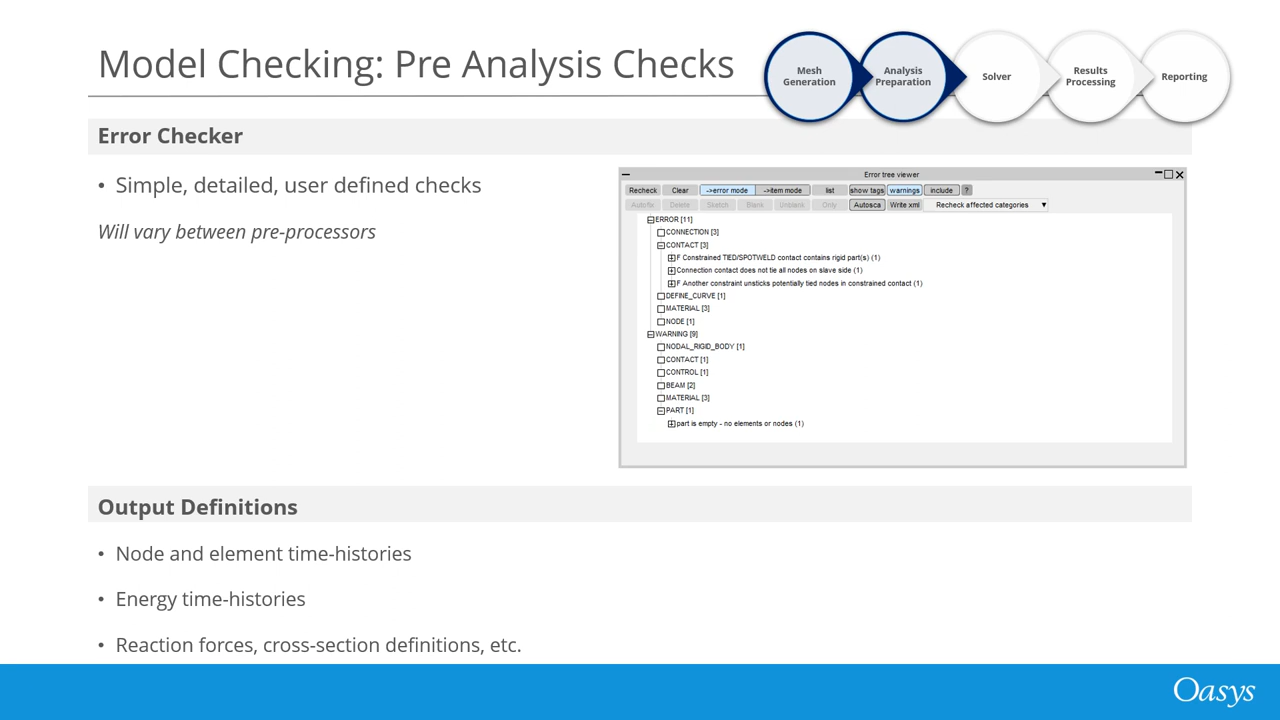 Model Checking: Pre Analysis Checks
Mesh
Generation
Analysis
Preparation
Solver
Results
Processing
Reporting
Error Checker
• Simple, detailed, user defined checks
Will vary between pre-processors
Error tree viewer
Recheck Clear ->error mode ->item mode list show tags warnings include ?
Autofix Delete Sketch Blank Unblank Only Autosca Write xml Recheck affected categories
ERROR [11]
CONNECTION [3]
CONTACT [3]
F Constrained TIED/SPOTWELD contact contains rigid part(s) (1)
Connection contact does not tie all nodes on slave side (1)
F Another constraint unsticks potentially tied nodes in constrained contact (1)
DEFINE_CURVE [1]
MATERIAL [3]
NODE [1]
WARNING [9]
NODAL_RIGID_BODY [1]
CONTACT [1]
CONTROL [1]
BEAM [2]
MATERIAL [3]
PART [1]
part is empty - no elements or nodes (1)
Output Definitions
• Node and element time-histories
• Energy time-histories
• Reaction forces, cross-section definitions, etc.
Oasys